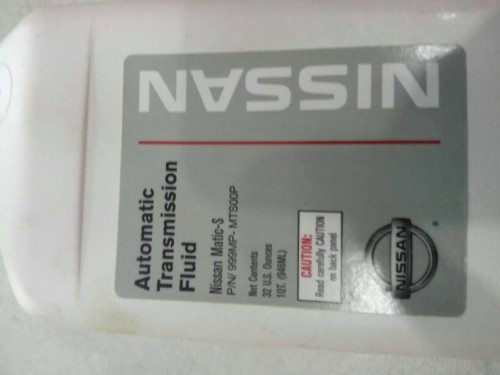 NISSAN
Automatic
Transmission
Fluid
Nissan Matic-S
P/N/ 999MP- MTS00P
Net Contents
32 U.S. Ounces
1QT. (946ML)
CAUTION:
Read carefully CAUTION
on back panel
NISSAN
®